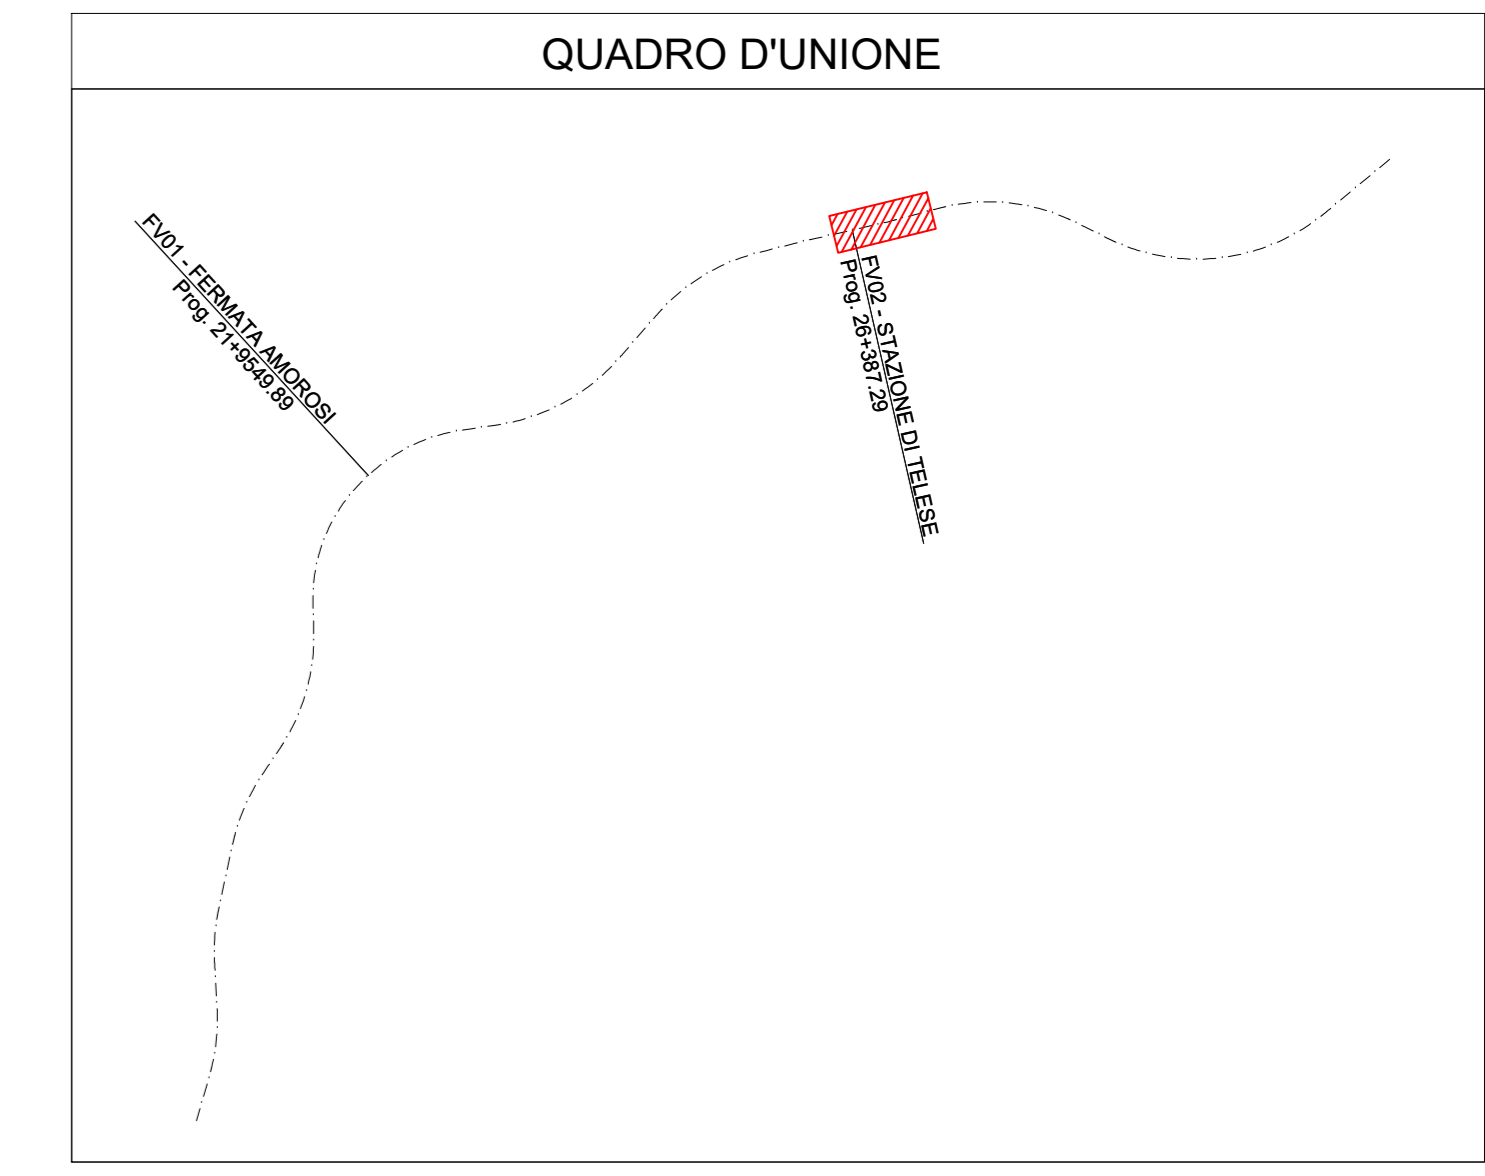 QUADRO D'UNIONE
FV01 - FERMATA AMOROSI
Prog. 21+9549.89
FV02 - STAZIONE DI TELESE
Prog. 26+387.29